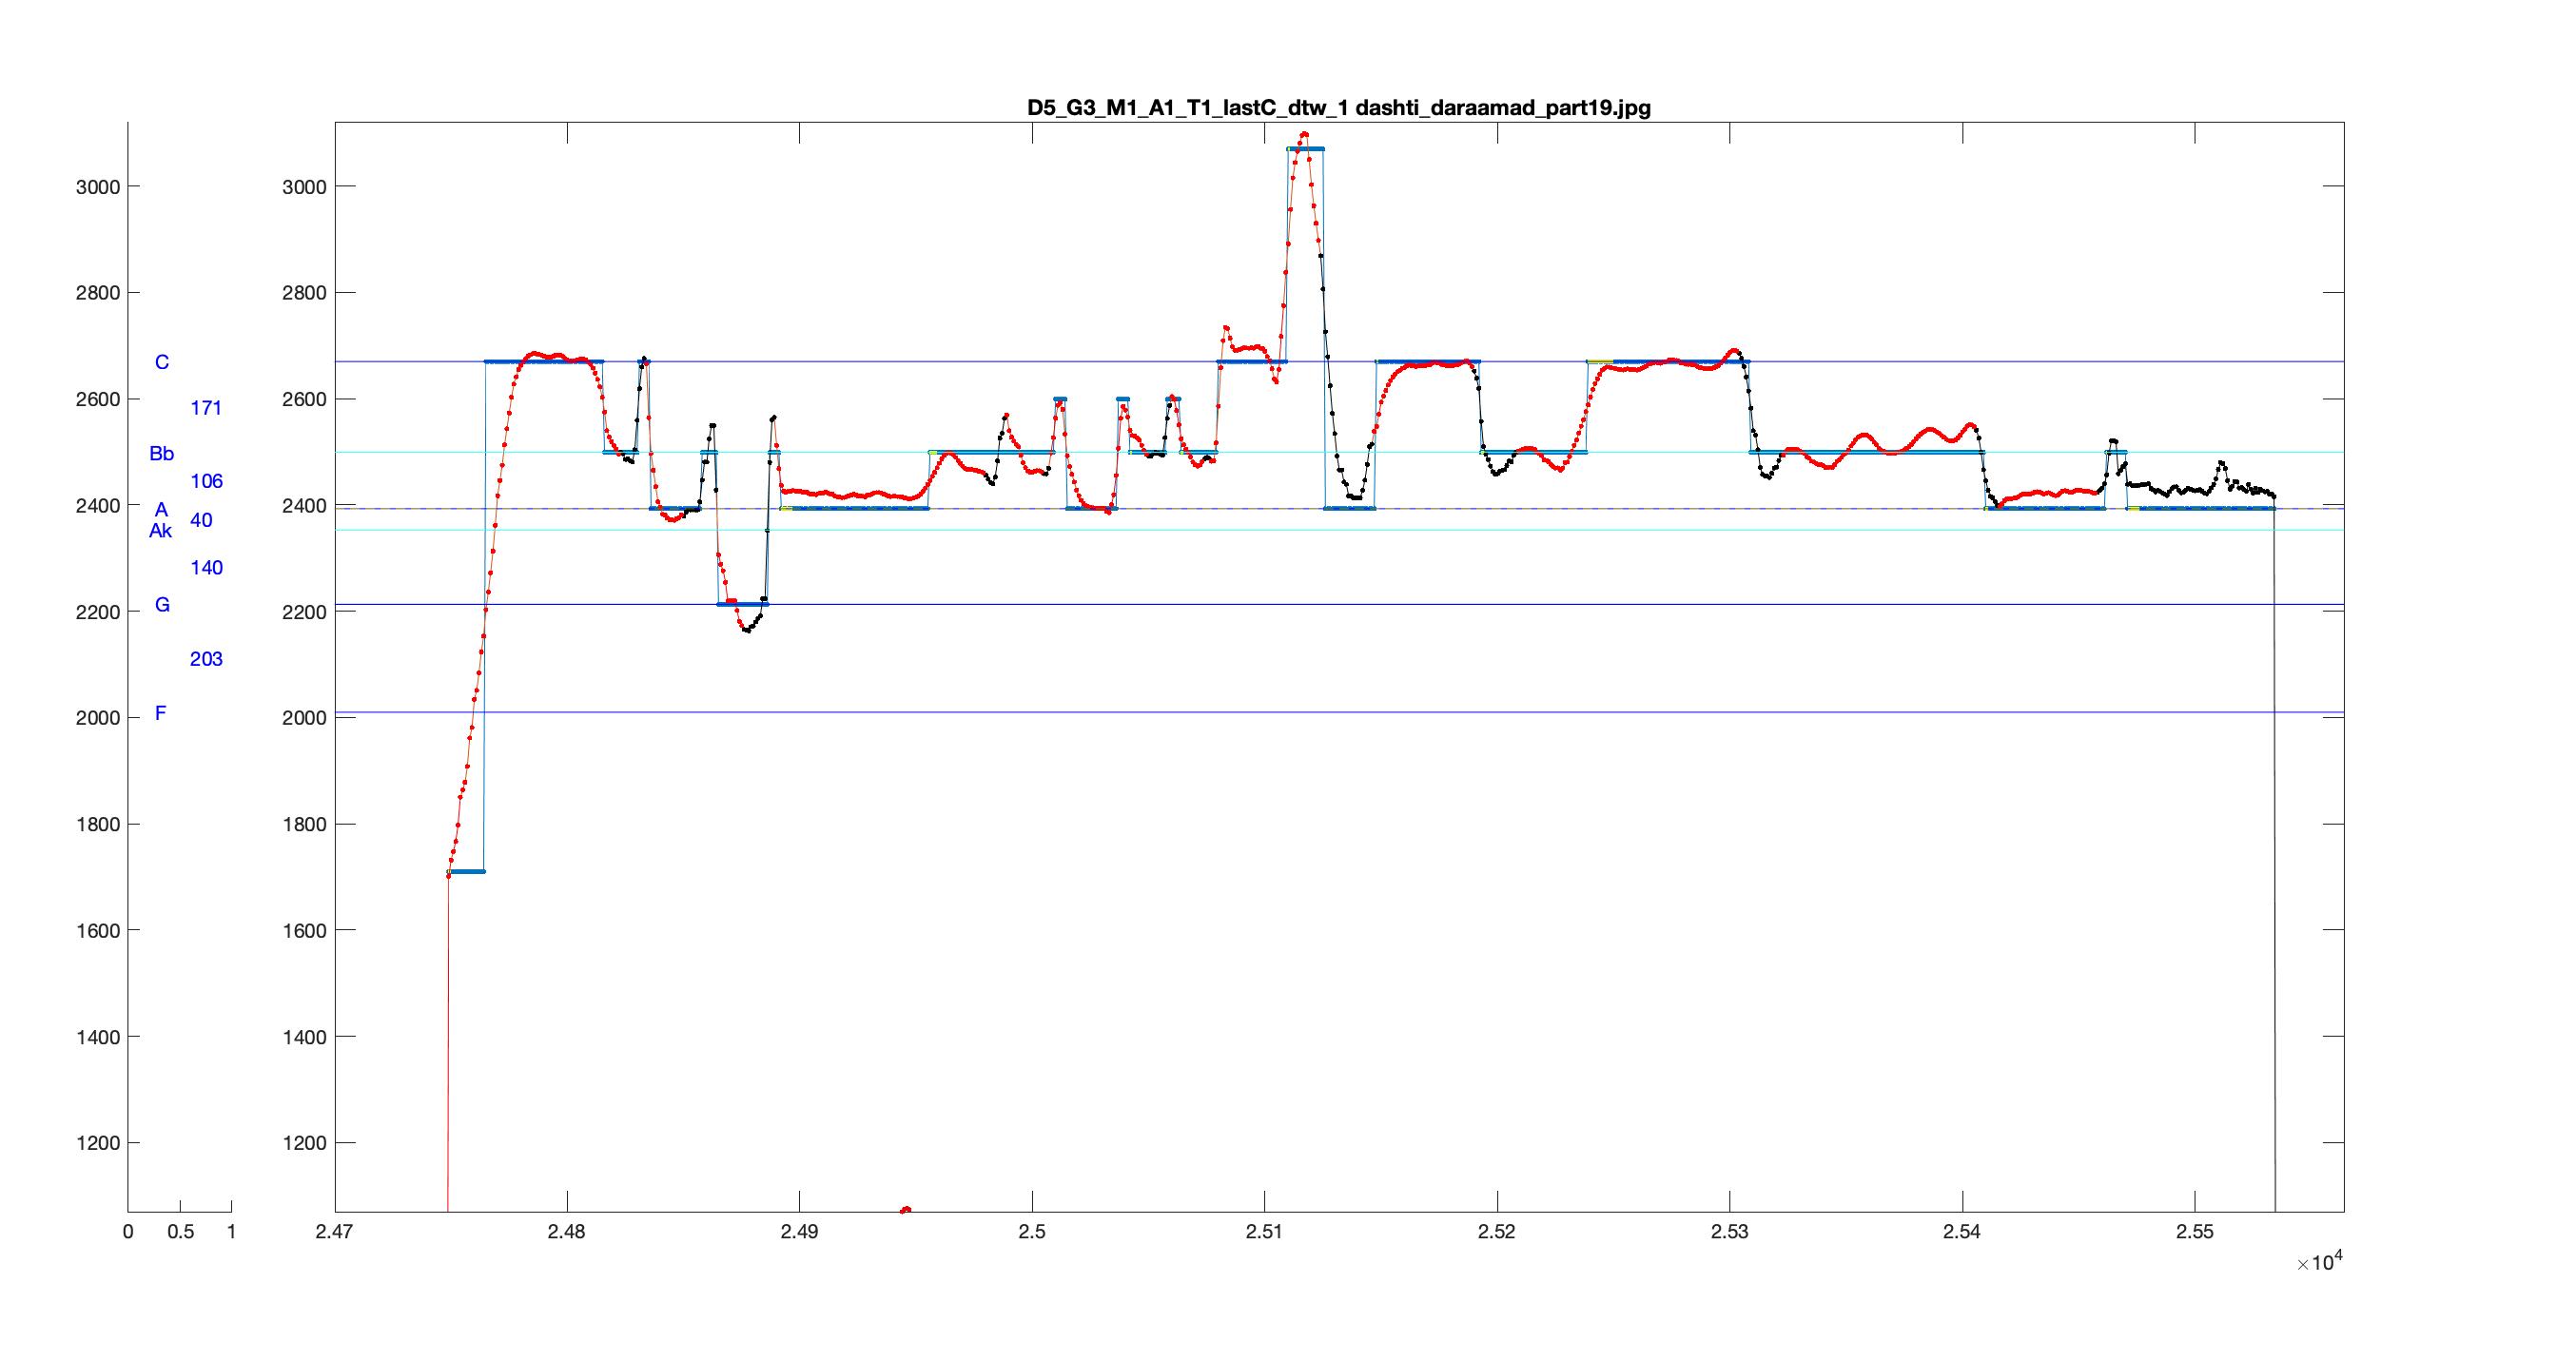 D5_G3_M1_A1_T1_lastC_dtw_1 dashti_daraamad_part19.jpg
3000 3000
2800 2800
C
171
2600 2600
Bb
106
2400 2400
A
40
Ak
140
G
2200 2200
203
F
2000 2000
1800 1800
1600 1600
1400 1400
1200 1200
0 0.5 1 2.47 2.48 2.49 2.5 2.51 2.52 2.53 2.54 2.55
×10⁴